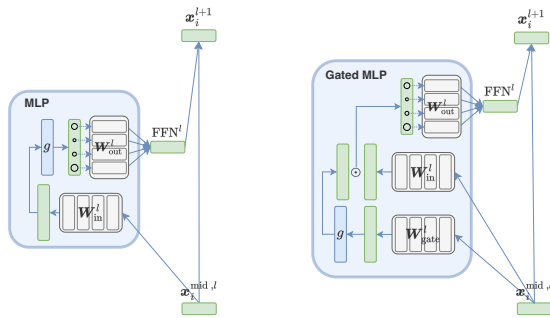 x_i^{l+1}
MLP
g
W_out^l
FFN^l
W_in^l
x_i^{mid,l}
x_i^{l+1}
Gated MLP
W_out^l
FFN^l
W_in^l
g
W_gate^l
x_i^{mid,l}